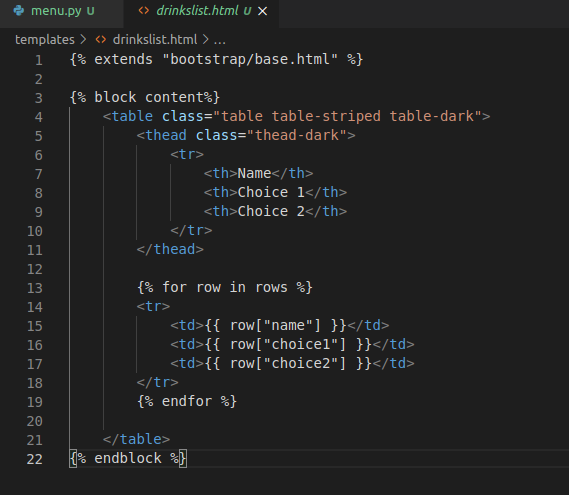 menu.py U
drinkslist.html U ×
templates > drinkslist.html > ...
1 {% extends "bootstrap/base.html" %}
2
3 {% block content%}
4 <table class="table table-striped table-dark">
5 <thead class="thead-dark">
6 <tr>
7 <th>Name</th>
8 <th>Choice 1</th>
9 <th>Choice 2</th>
10 </tr>
11 </thead>
12
13 {% for row in rows %}
14 <tr>
15 <td>{{ row["name"] }}</td>
16 <td>{{ row["choice1"] }}</td>
17 <td>{{ row["choice2"] }}</td>
18 </tr>
19 {% endfor %}
20
21 </table>
22 {% endblock %}